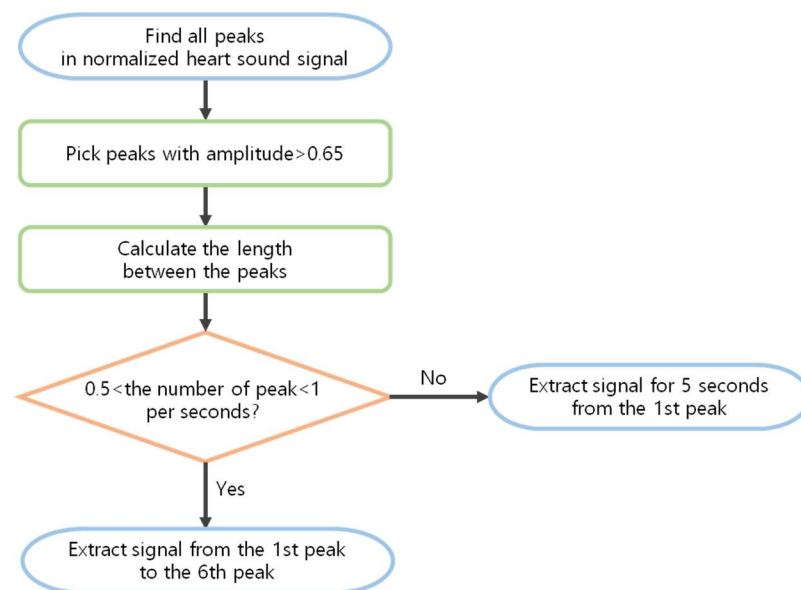 Find all peaks
in normalized heart sound signal
Pick peaks with amplitude>0.65
Calculate the length
between the peaks
0.5<the number of peak<1
per seconds?
No
Extract signal for 5 seconds
from the 1st peak
Yes
Extract signal from the 1st peak
to the 6th peak